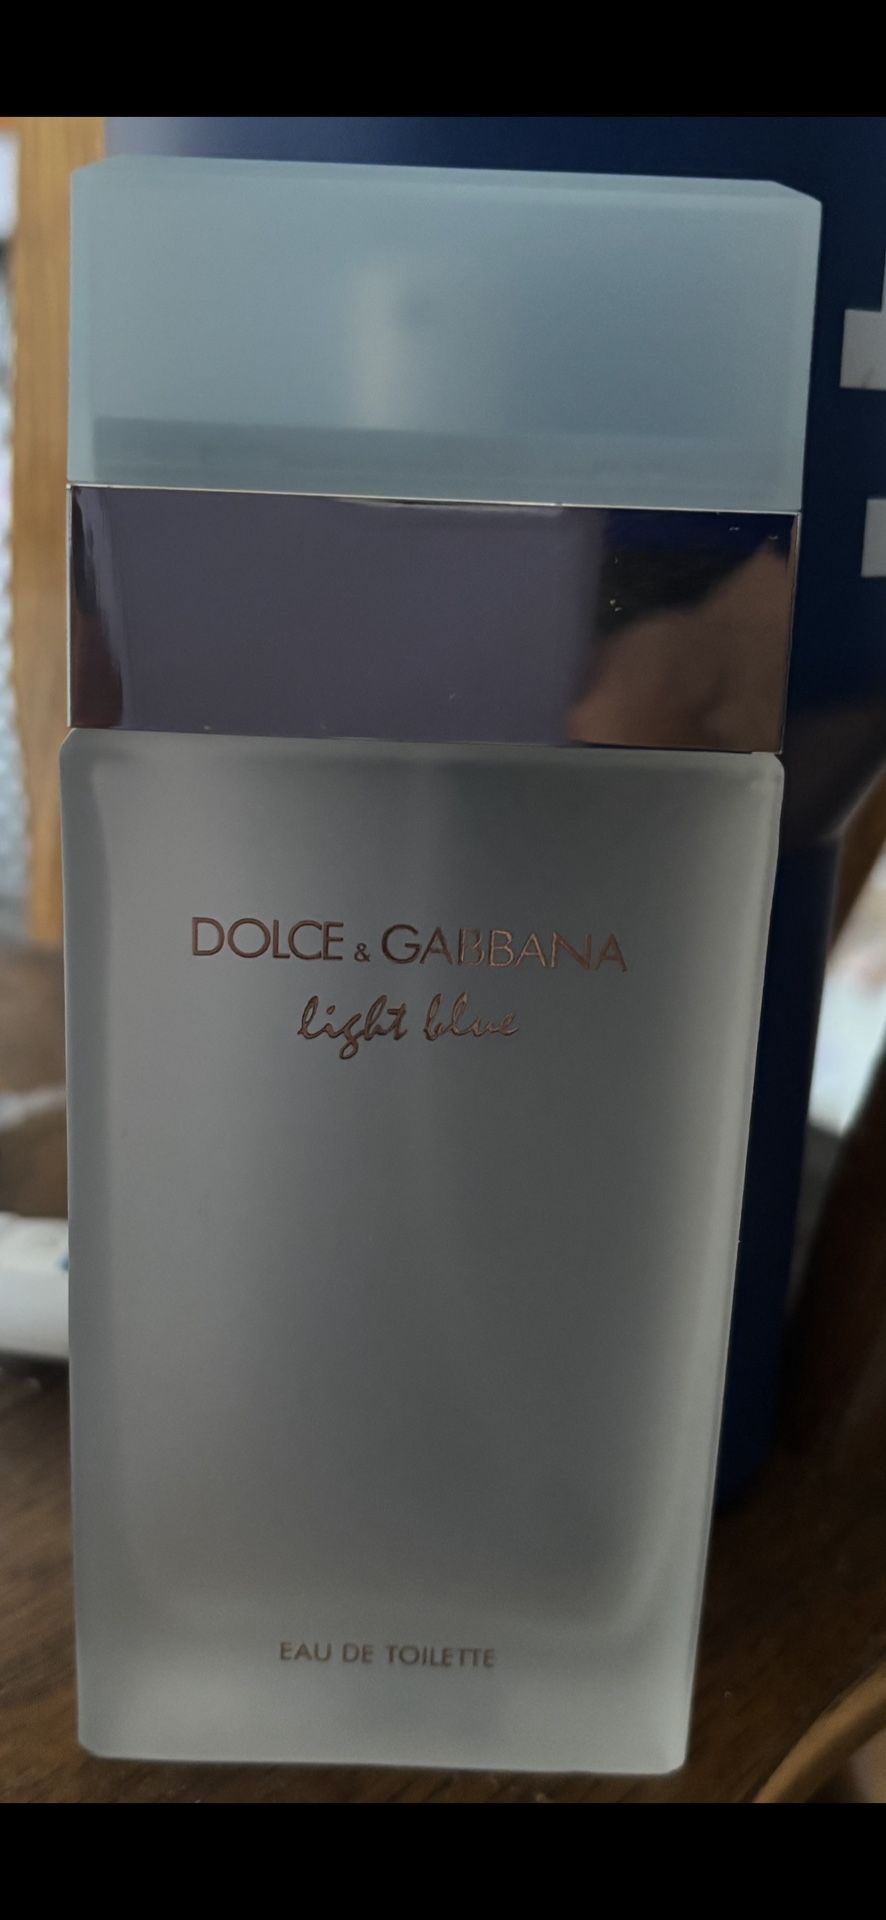 DOLCE & GABBANA
light blue
EAU DE TOILETTE